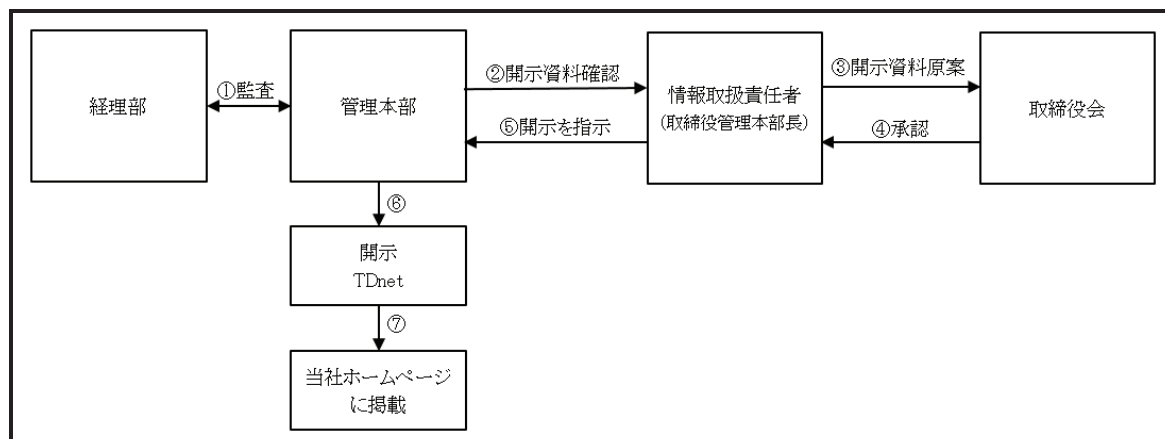 経理部
①監査
管理本部
②開示資料確認
⑤開示を指示
情報取扱責任者
(取締役管理本部長)
③開示資料原案
④承認
取締役会
⑥
開示
TDnet
⑦
当社ホームページ
に掲載